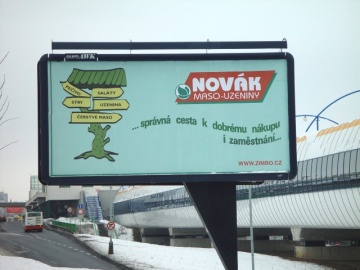 PEČIVO
SALÁTY
SÝRY
UZENINA
ČERSTVÉ MASO
NOVÁK
MASO-UZENINY
...správná cesta k dobrému nákupu
i zaměstnání...
WWW.ZIMBO.CZ